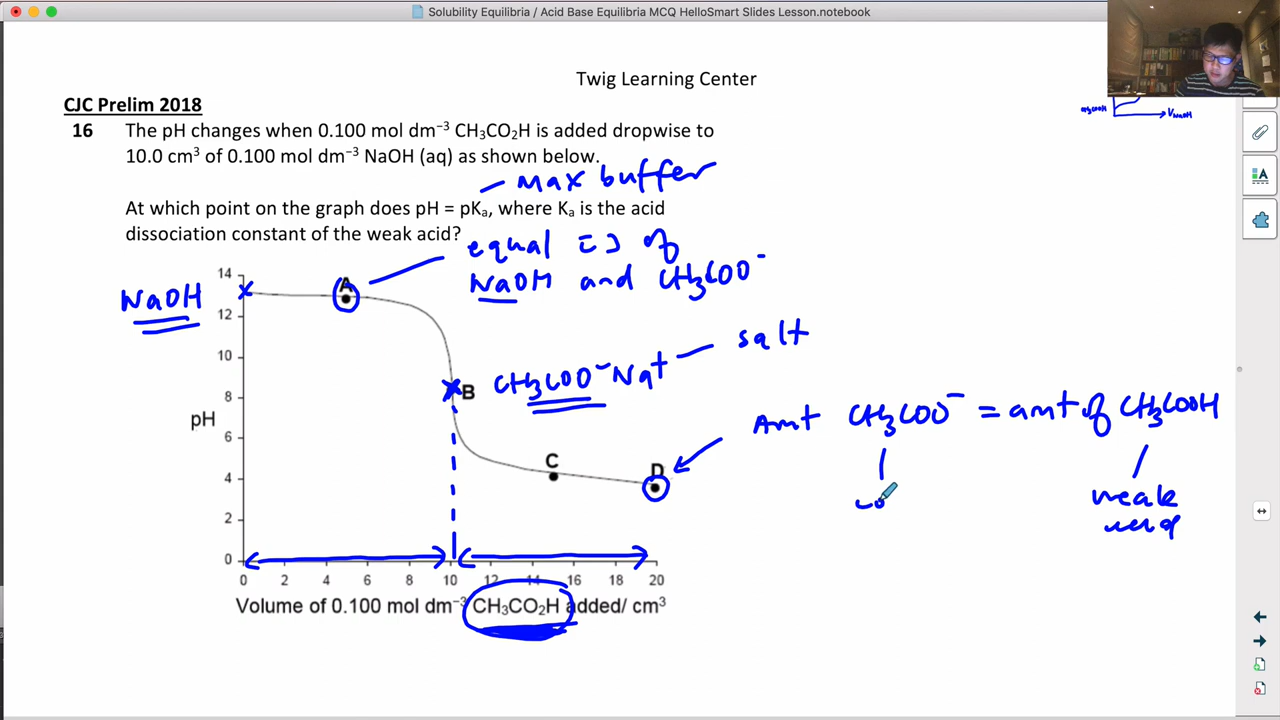 Solubility Equilibria / Acid Base Equilibria MCQ HelloSmart Slides Lesson.notebook
Twig Learning Center
CH3COOH
VNaOH
CJC Prelim 2018
16 The pH changes when 0.100 mol dm⁻³ CH₃CO₂H is added dropwise to
10.0 cm³ of 0.100 mol dm⁻³ NaOH (aq) as shown below.
– max buffer
At which point on the graph does pH = pKₐ, where Kₐ is the acid
dissociation constant of the weak acid?
equal [ ] of
NaOH and CH3COO⁻
NaOH
A
CH3COO⁻Na⁺ – salt
B
Amt CH3COO⁻ = amt of CH3COOH
C
D
weak
acid
pH
14
12
10
8
6
4
2
0
0 2 4 6 8 10 12 14 16 18 20
Volume of 0.100 mol dm⁻³ CH₃CO₂H added/ cm³